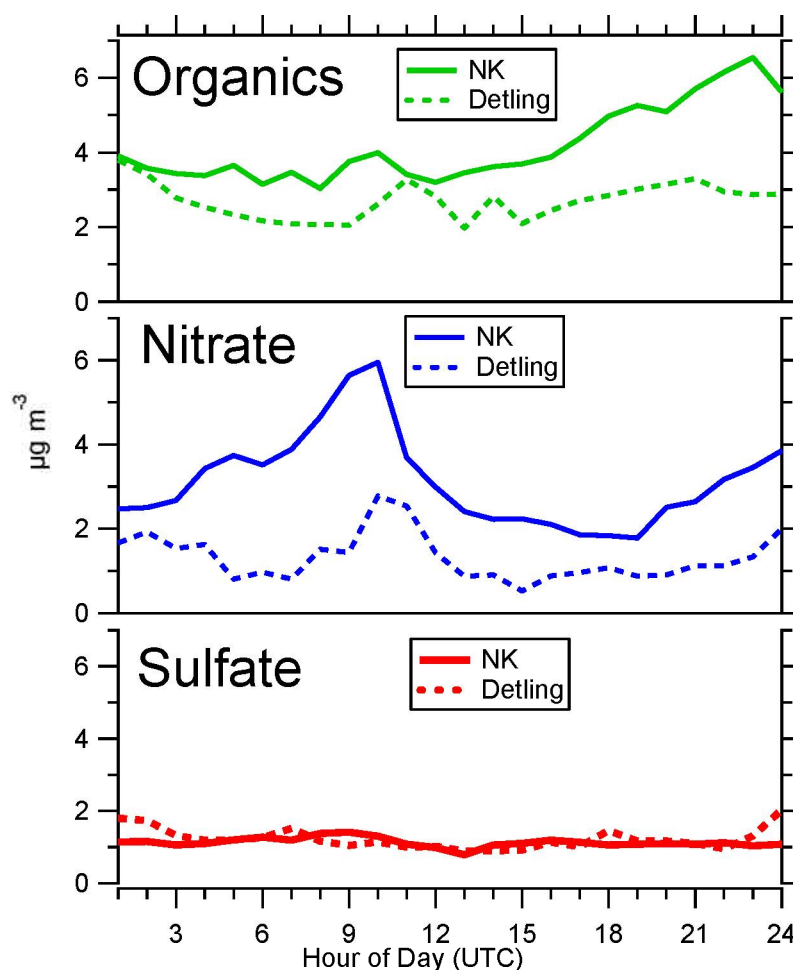 Organics
NK
Detling
6
4
2
0
Nitrate
NK
Detling
6
4
2
0
µg m⁻³
Sulfate
NK
Detling
6
4
2
0
3 6 9 12 15 18 21 24
Hour of Day (UTC)